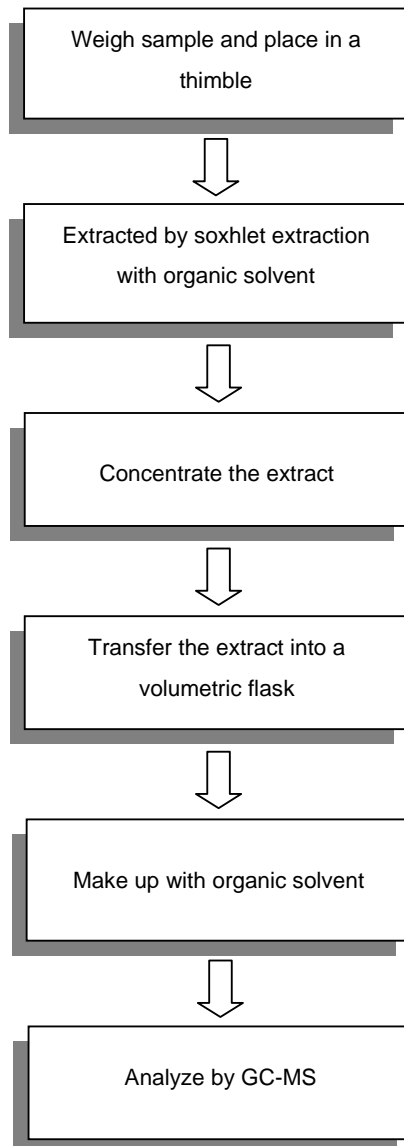 Weigh sample and place in a
thimble
Extracted by soxhlet extraction
with organic solvent
Concentrate the extract
Transfer the extract into a
volumetric flask
Make up with organic solvent
Analyze by GC-MS